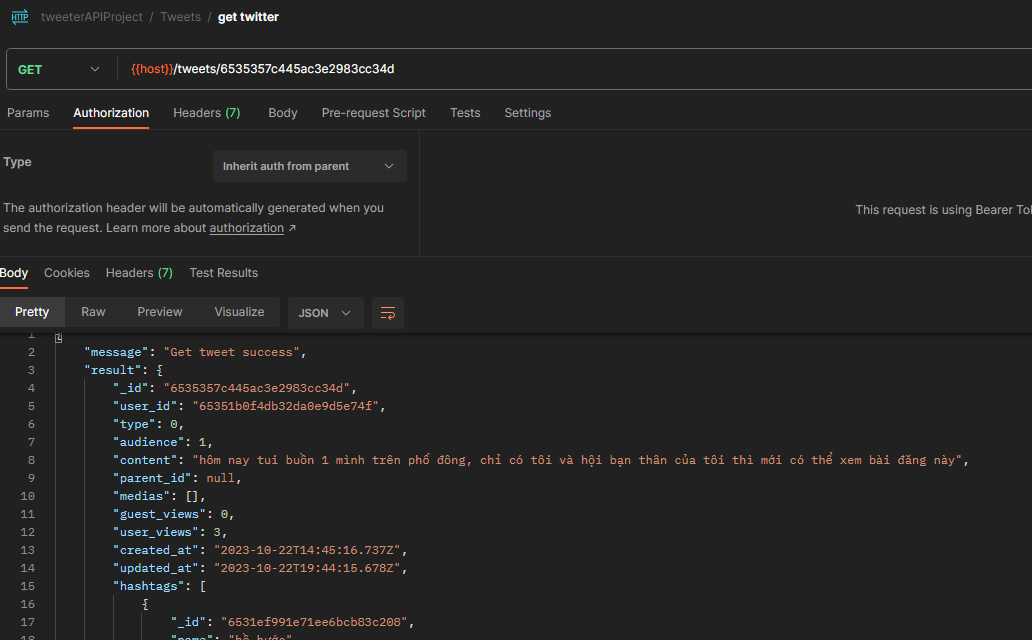 HTTP tweeterAPIProject / Tweets / get twitter
GET {{host}}/tweets/6535357c445ac3e2983cc34d
Params Authorization Headers (7) Body Pre-request Script Tests Settings
Type Inherit auth from parent
The authorization header will be automatically generated when you
send the request. Learn more about authorization ↗
This request is using Bearer To
Body Cookies Headers (7) Test Results
Pretty Raw Preview Visualize JSON
1 {
2 "message": "Get tweet success",
3 "result": {
4 "_id": "6535357c445ac3e2983cc34d",
5 "user_id": "65351b0f4db32da0e9d5e74f",
6 "type": 0,
7 "audience": 1,
8 "content": "hôm nay tui buồn 1 mình trên phố đông, chỉ có tôi và hội bạn thân của tôi thì mới có thể xem bài đăng này",
9 "parent_id": null,
10 "medias": [],
11 "guest_views": 0,
12 "user_views": 3,
13 "created_at": "2023-10-22T14:45:16.737Z",
14 "updated_at": "2023-10-22T19:44:15.678Z",
15 "hashtags": [
16 {
17 "_id": "6531ef991e71ee6bcb83c208",
18 "name": "hồ hước"